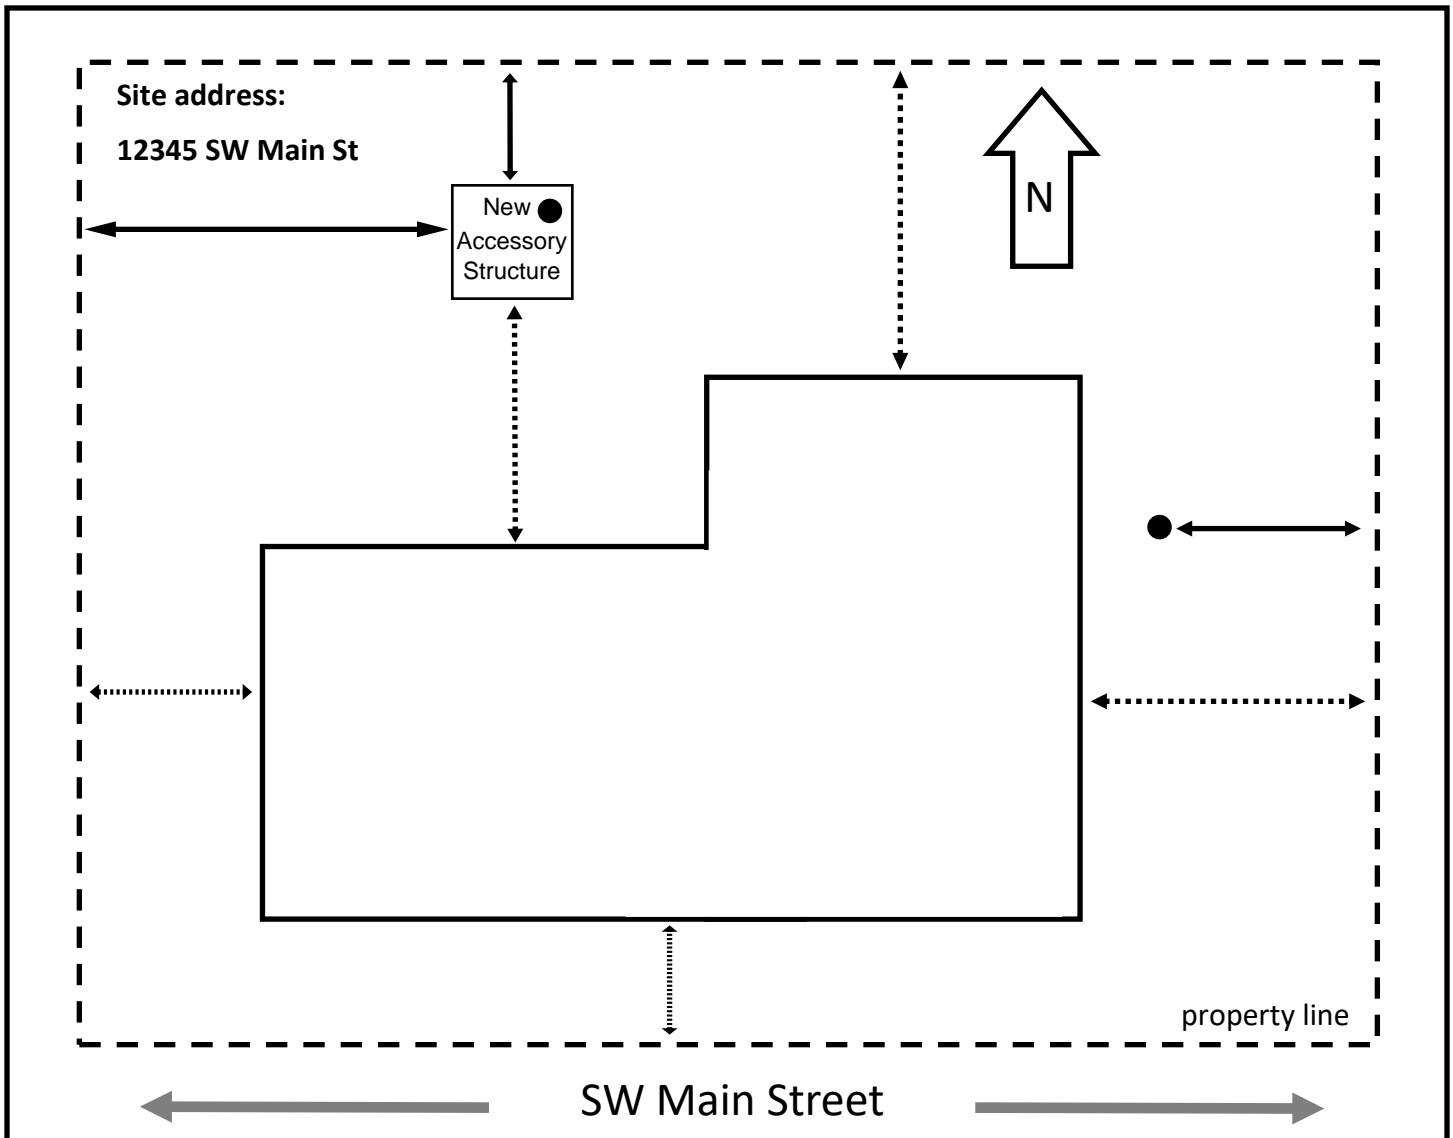 Site address:
12345 SW Main St
New
Accessory
Structure
N
property line
SW Main Street